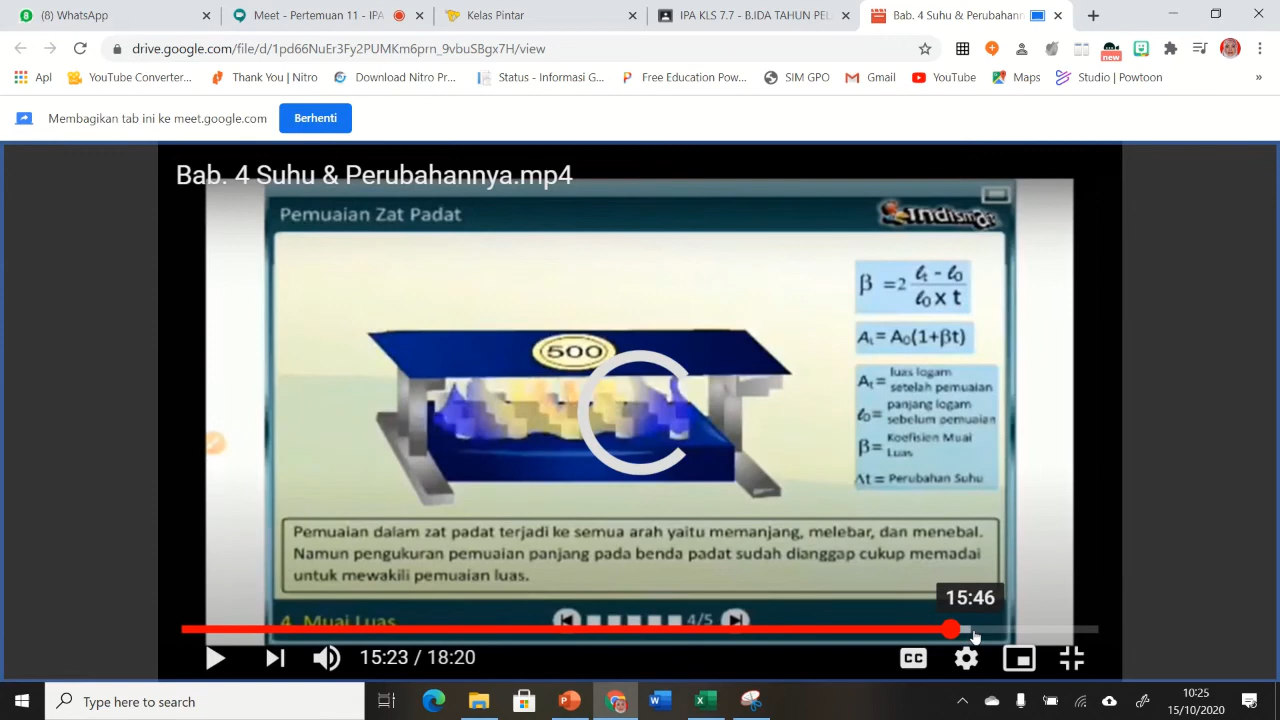 (8) WhatsApp
Meet - Pertemuan 11 - IPA
Kelas Pintar
IPA KLS 7.7 - B.IDA TAHUN PEL
Bab. 4 Suhu & Perubahann
drive.google.com/file/d/1pd66NuEr3Fy2PUMKm6prn_9vbuSBgx7H/view
new
Apl
YouTube Converter...
Thank You | Nitro
Download Nitro Pr...
Status - Informasi G...
Free Education Pow...
SIM GPO
Gmail
YouTube
Maps
Studio | Powtoon
»
Membagikan tab ini ke meet.google.com
Berhenti
Bab. 4 Suhu & Perubahannya.mp4
Pemuaian Zat Padat
Indismart
500
β = 2 ℓt - ℓ0
ℓ0 x t
At = A0(1+βt)
At = luas logam
setelah pemuaian
ℓ0 = panjang logam
sebelum pemuaian
β = Koefisien Muai
Luas
Δt = Perubahan Suhu
Pemuaian dalam zat padat terjadi ke semua arah yaitu memanjang, melebar, dan menebal.
Namun pengukuran pemuaian panjang pada benda padat sudah dianggap cukup memadai
untuk mewakili pemuaian luas.
15:46
4. Muai Luas
4/5
15:23 / 18:20
CC
Type here to search
10:25
15/10/2020